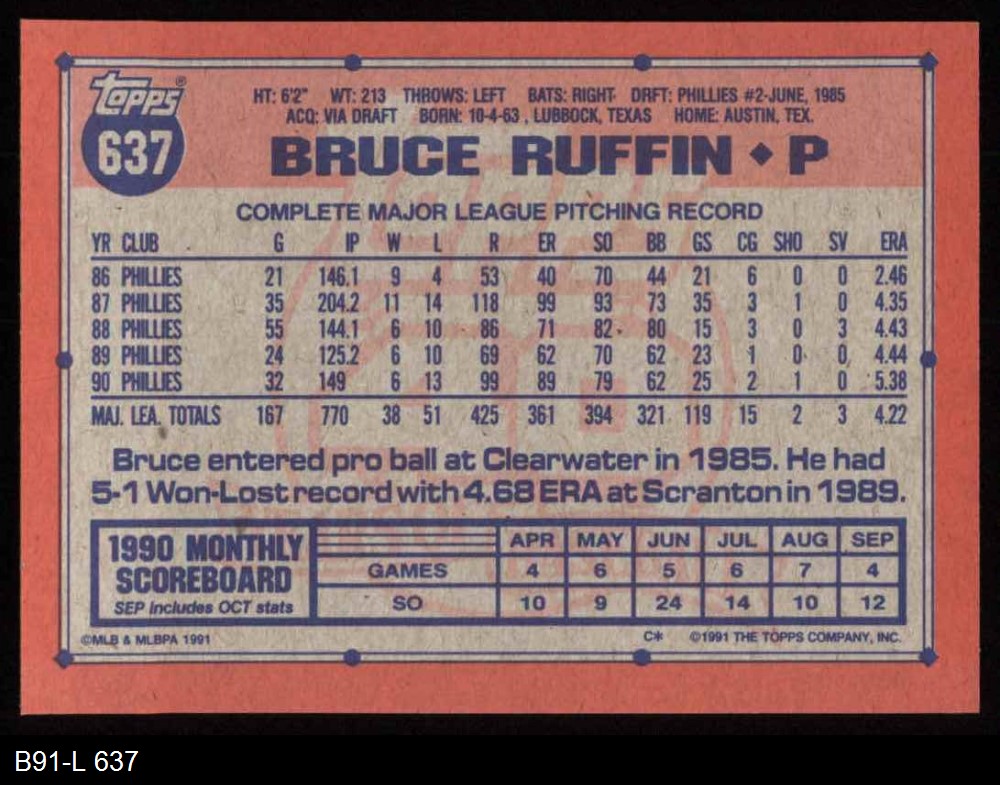 Topps®
637
HT: 6'2" WT: 213 THROWS: LEFT BATS: RIGHT DRFT: PHILLIES #2-JUNE, 1985
ACQ: VIA DRAFT BORN: 10-4-63, LUBBOCK, TEXAS HOME: AUSTIN, TEX.
BRUCE RUFFIN ◆ P
COMPLETE MAJOR LEAGUE PITCHING RECORD
YR CLUB G IP W L R ER SO BB GS CG SHO SV ERA
86 PHILLIES 21 146.1 9 4 53 40 70 44 21 6 0 0 2.46
87 PHILLIES 35 204.2 11 14 118 99 93 73 35 3 1 0 4.35
88 PHILLIES 55 144.1 6 10 86 71 82 80 15 3 0 3 4.43
89 PHILLIES 24 125.2 6 10 69 62 70 62 23 1 0 0 4.44
90 PHILLIES 32 149 6 13 99 89 79 62 25 2 1 0 5.38
MAJ. LEA. TOTALS 167 770 38 51 425 361 394 321 119 15 2 3 4.22
Bruce entered pro ball at Clearwater in 1985. He had
5-1 Won-Lost record with 4.68 ERA at Scranton in 1989.
1990 MONTHLY
SCOREBOARD
SEP includes OCT stats
APR MAY JUN JUL AUG SEP
GAMES 4 6 5 6 7 4
SO 10 9 24 14 10 12
©MLB & MLBPA 1991
C* ©1991 THE TOPPS COMPANY, INC.
B91-L 637